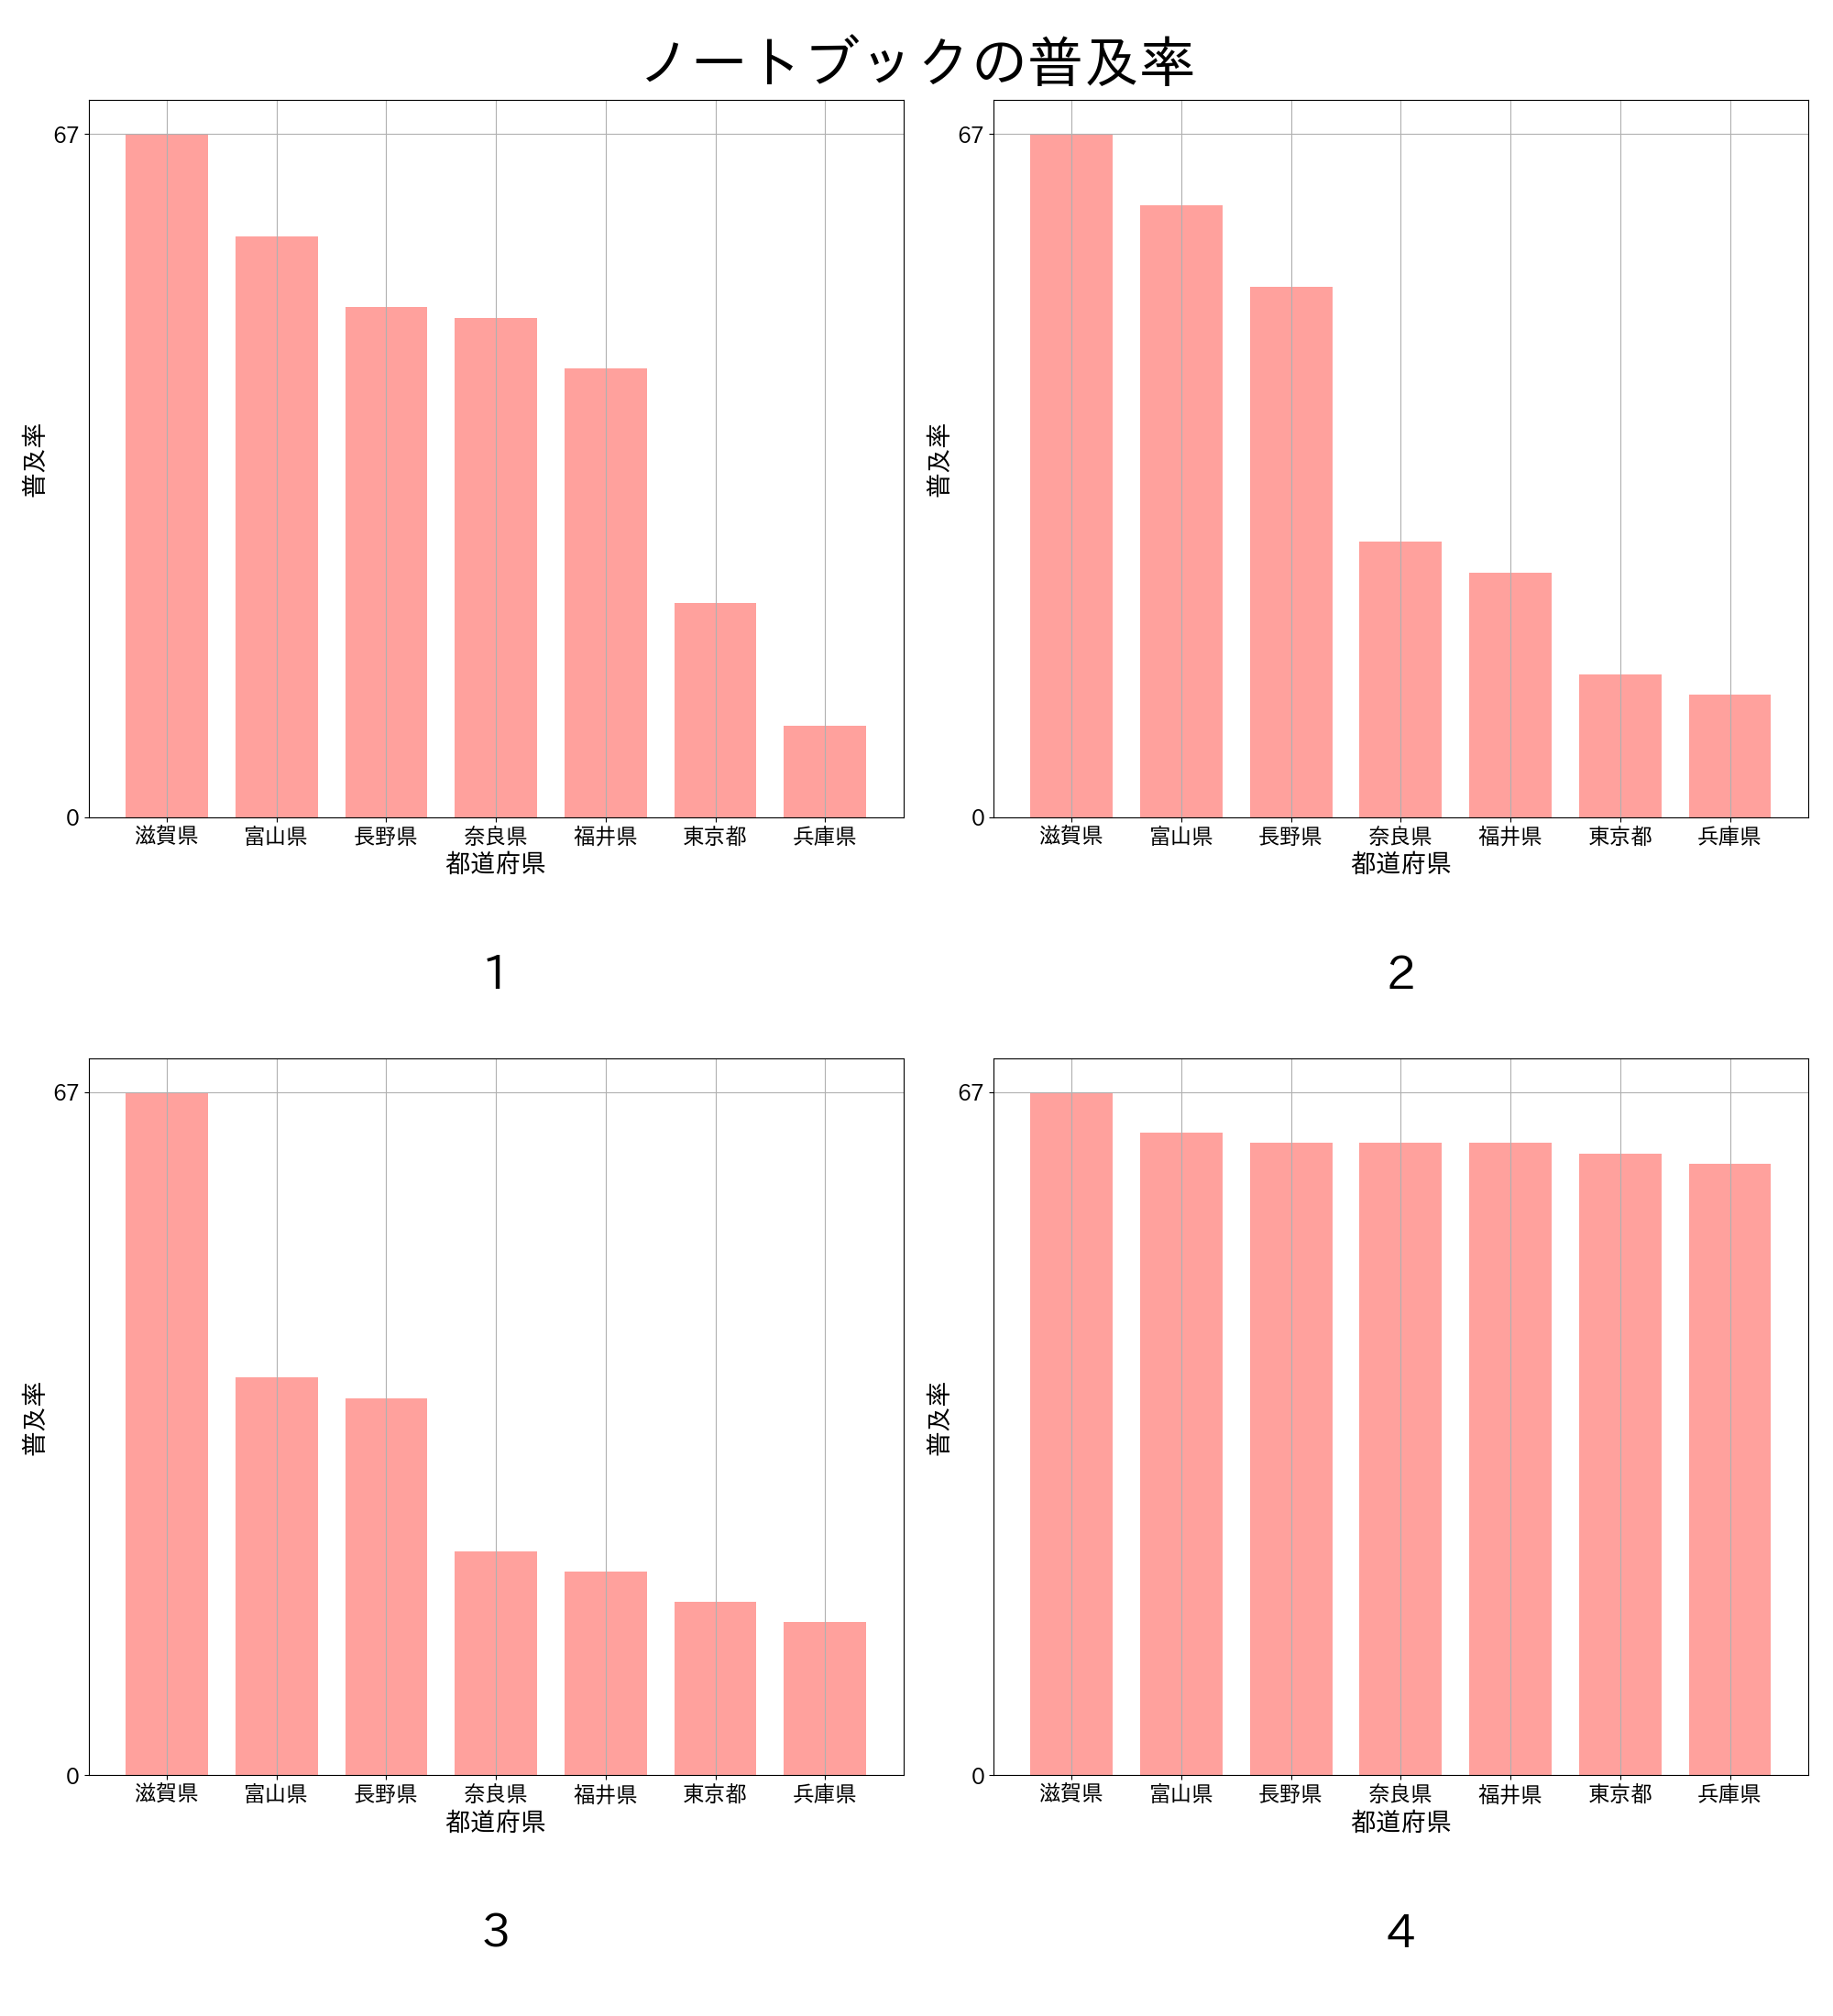 ノートブックの普及率
67
0
普及率
滋賀県 富山県 長野県 奈良県 福井県 東京都 兵庫県
都道府県
1
67
0
普及率
滋賀県 富山県 長野県 奈良県 福井県 東京都 兵庫県
都道府県
2
67
0
普及率
滋賀県 富山県 長野県 奈良県 福井県 東京都 兵庫県
都道府県
3
67
0
普及率
滋賀県 富山県 長野県 奈良県 福井県 東京都 兵庫県
都道府県
4